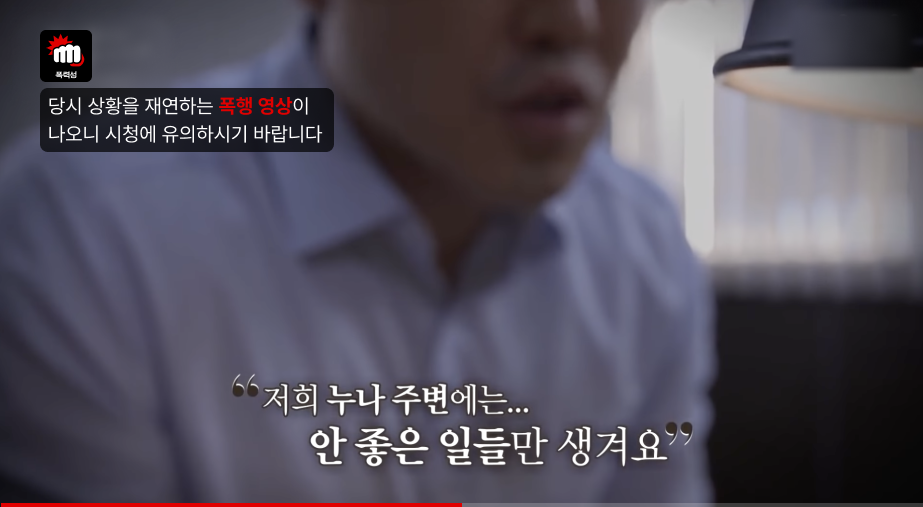 폭력성
당시 상황을 재연하는 폭행 영상이
나오니 시청에 유의하시기 바랍니다
“저희 누나 주변에는...
안 좋은 일들만 생겨요”